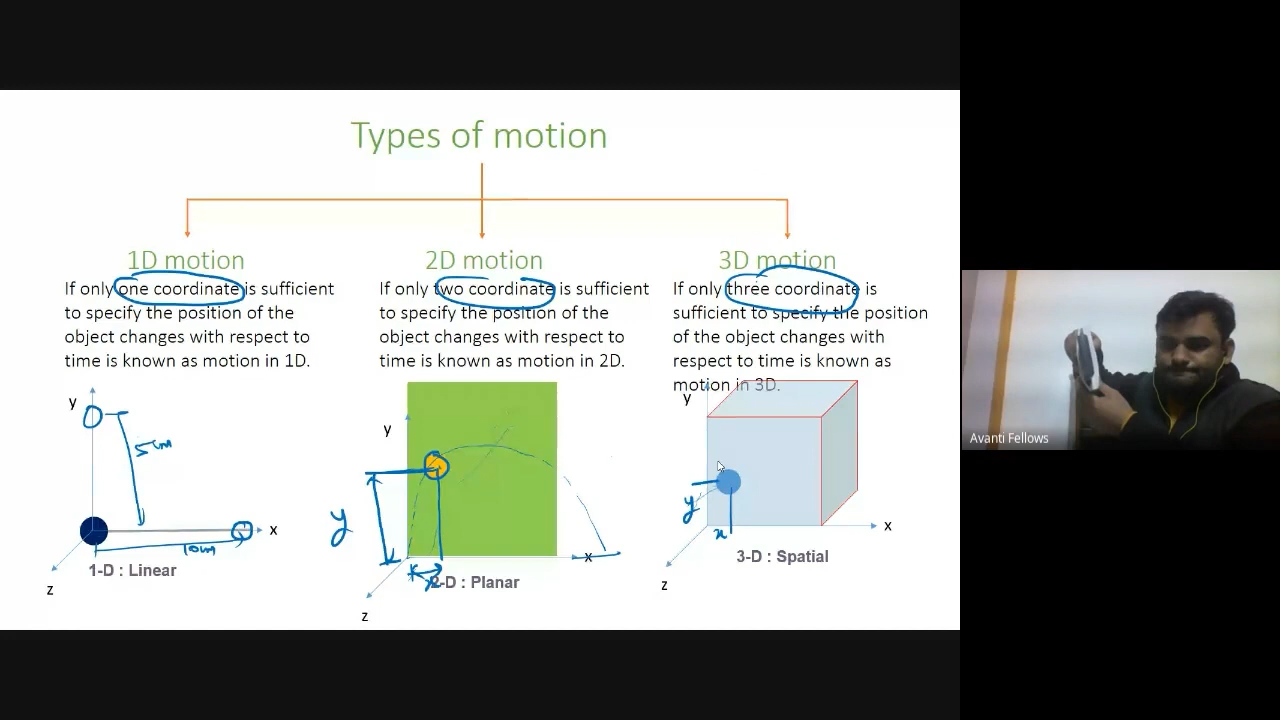 Types of motion
1D motion
If only one coordinate is sufficient
to specify the position of the
object changes with respect to
time is known as motion in 1D.
y
5cm
x
10cm
1-D : Linear
z
2D motion
If only two coordinate is sufficient
to specify the position of the
object changes with respect to
time is known as motion in 2D.
y
y
x
x
2-D : Planar
z
3D motion
If only three coordinate is
sufficient to specify the position
of the object changes with
respect to time is known as
motion in 3D.
y
y
x
x
3-D : Spatial
z
Avanti Fellows